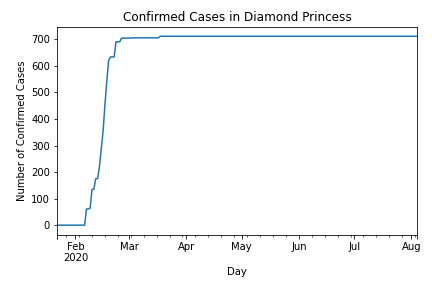 Confirmed Cases in Diamond Princess
Number of Confirmed Cases
700
600
500
400
300
200
100
0
Feb Mar Apr May Jun Jul Aug
2020
Day